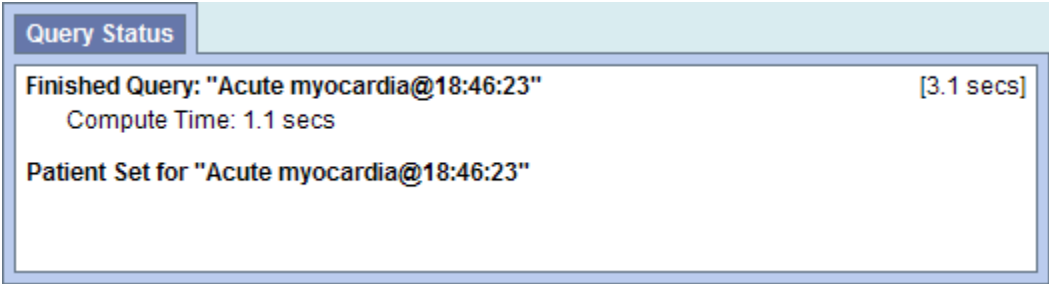 Query Status
Finished Query: "Acute myocardia@18:46:23" [3.1 secs]
Compute Time: 1.1 secs
Patient Set for "Acute myocardia@18:46:23"